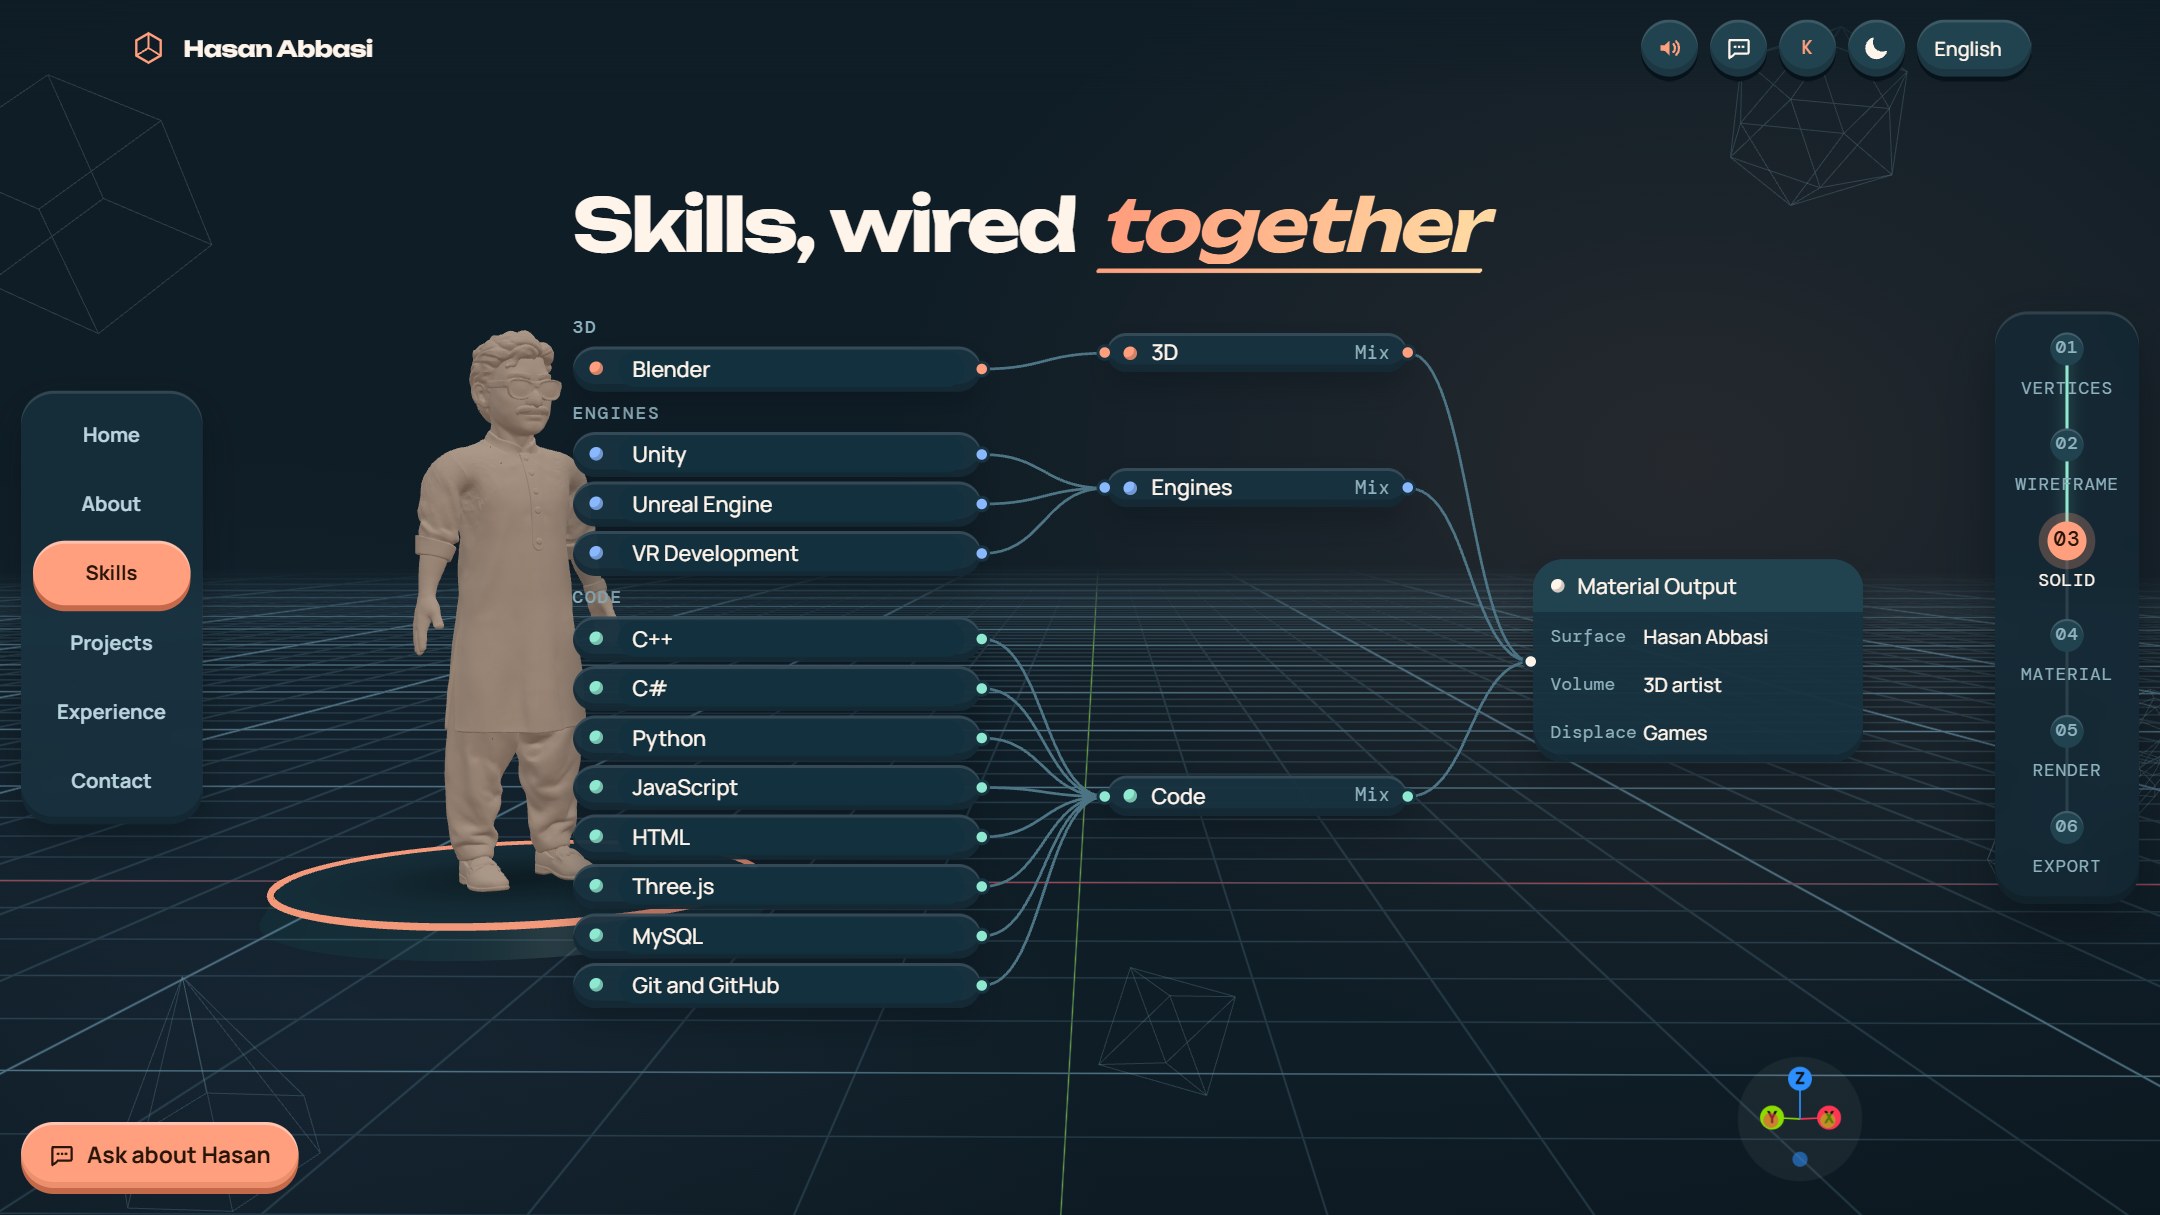 Hasan Abbasi
K
English
Skills, wired together
Home
About
Skills
Projects
Experience
Contact
3D
Blender
ENGINES
Unity
Unreal Engine
VR Development
CODE
C++
C#
Python
JavaScript
HTML
Three.js
MySQL
Git and GitHub
3D Mix
Engines Mix
Code Mix
Material Output
Surface Hasan Abbasi
Volume 3D artist
Displace Games
01
VERTICES
02
WIREFRAME
03
SOLID
04
MATERIAL
05
RENDER
06
EXPORT
Z
Y X
Ask about Hasan